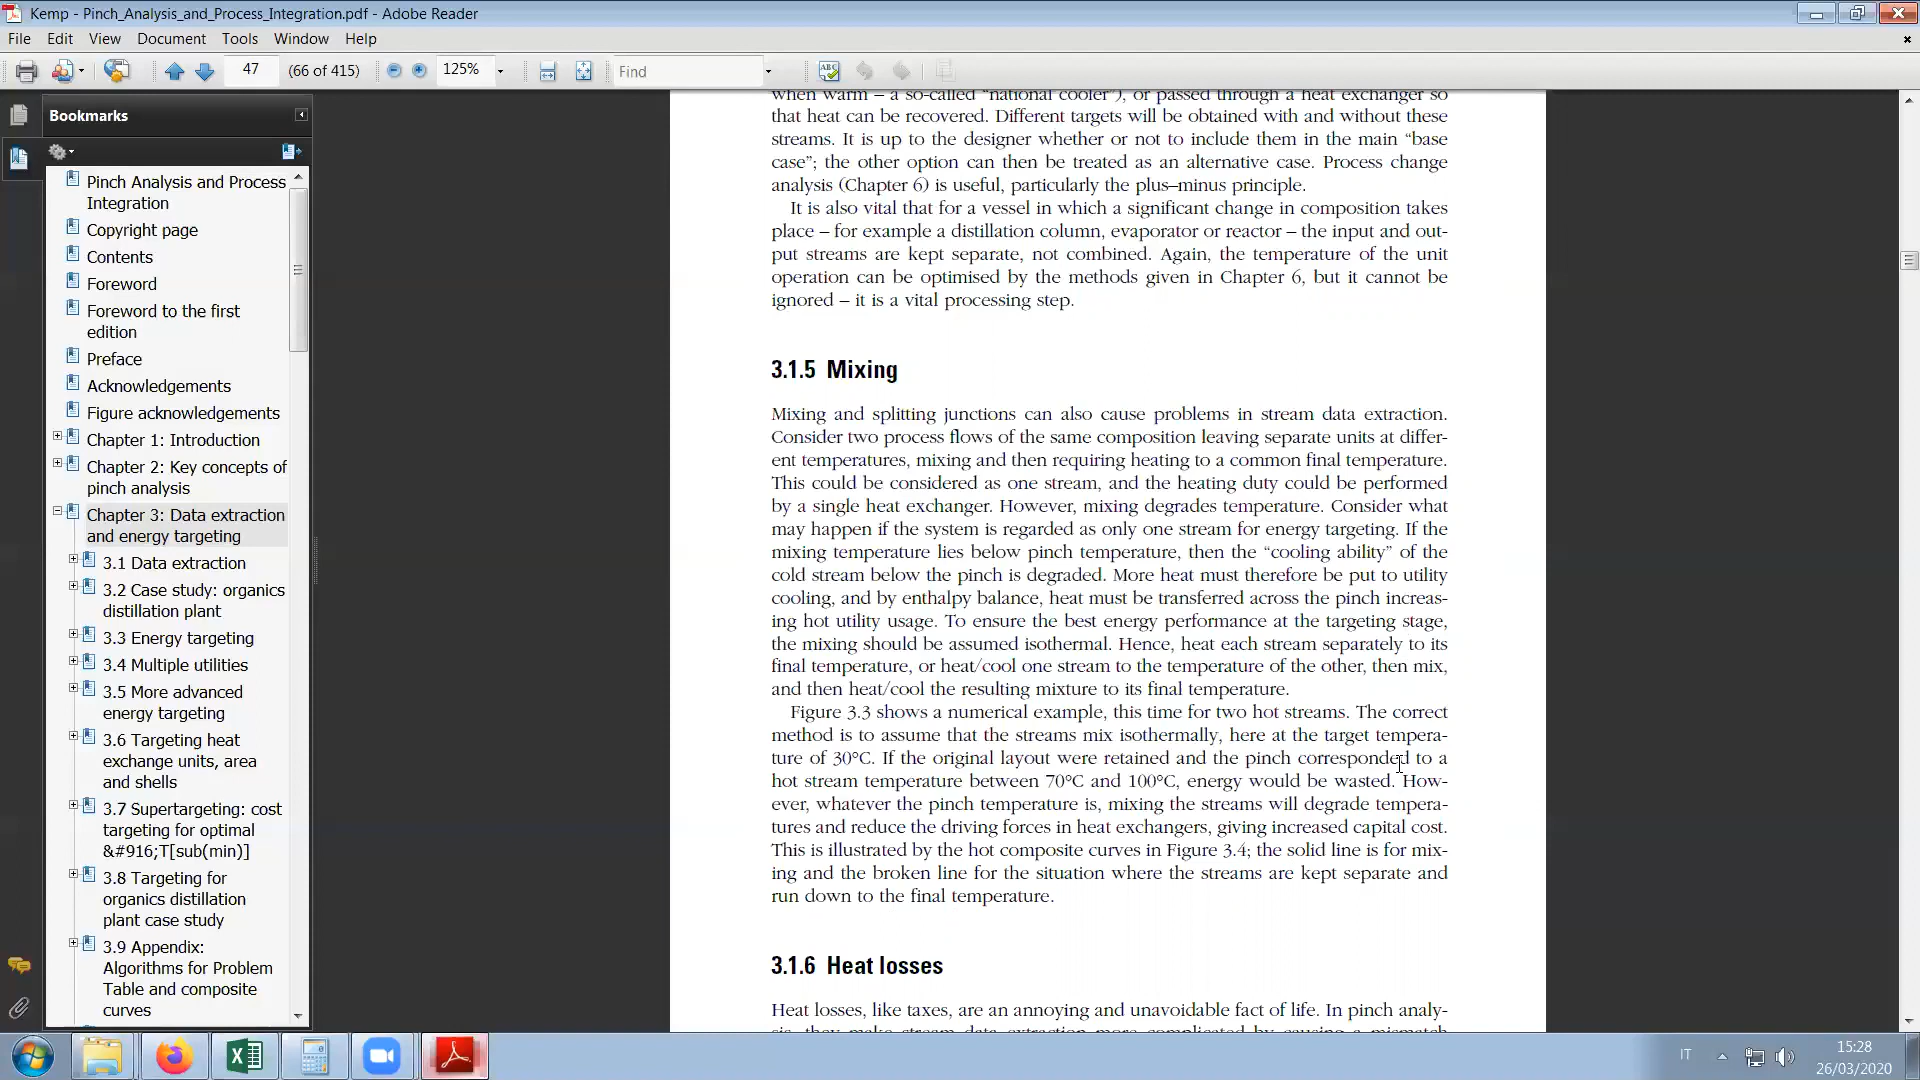 Kemp - Pinch_Analysis_and_Process_Integration.pdf - Adobe Reader
File Edit View Document Tools Window Help
47 (66 of 415) 125% Find
Bookmarks
Pinch Analysis and Process
Integration
Copyright page
Contents
Foreword
Foreword to the first
edition
Preface
Acknowledgements
Figure acknowledgements
Chapter 1: Introduction
Chapter 2: Key concepts of
pinch analysis
Chapter 3: Data extraction
and energy targeting
3.1 Data extraction
3.2 Case study: organics
distillation plant
3.3 Energy targeting
3.4 Multiple utilities
3.5 More advanced
energy targeting
3.6 Targeting heat
exchange units, area
and shells
3.7 Supertargeting: cost
targeting for optimal
&#916;T[sub(min)]
3.8 Targeting for
organics distillation
plant case study
3.9 Appendix:
Algorithms for Problem
Table and composite
curves
when warm – a so-called “national cooler”), or passed through a heat exchanger so
that heat can be recovered. Different targets will be obtained with and without these
streams. It is up to the designer whether or not to include them in the main “base
case”; the other option can then be treated as an alternative case. Process change
analysis (Chapter 6) is useful, particularly the plus–minus principle.
It is also vital that for a vessel in which a significant change in composition takes
place – for example a distillation column, evaporator or reactor – the input and out-
put streams are kept separate, not combined. Again, the temperature of the unit
operation can be optimised by the methods given in Chapter 6, but it cannot be
ignored – it is a vital processing step.
3.1.5 Mixing
Mixing and splitting junctions can also cause problems in stream data extraction.
Consider two process flows of the same composition leaving separate units at differ-
ent temperatures, mixing and then requiring heating to a common final temperature.
This could be considered as one stream, and the heating duty could be performed
by a single heat exchanger. However, mixing degrades temperature. Consider what
may happen if the system is regarded as only one stream for energy targeting. If the
mixing temperature lies below pinch temperature, then the “cooling ability” of the
cold stream below the pinch is degraded. More heat must therefore be put to utility
cooling, and by enthalpy balance, heat must be transferred across the pinch increas-
ing hot utility usage. To ensure the best energy performance at the targeting stage,
the mixing should be assumed isothermal. Hence, heat each stream separately to its
final temperature, or heat/cool one stream to the temperature of the other, then mix,
and then heat/cool the resulting mixture to its final temperature.
Figure 3.3 shows a numerical example, this time for two hot streams. The correct
method is to assume that the streams mix isothermally, here at the target tempera-
ture of 30°C. If the original layout were retained and the pinch corresponded to a
hot stream temperature between 70°C and 100°C, energy would be wasted. How-
ever, whatever the pinch temperature is, mixing the streams will degrade tempera-
tures and reduce the driving forces in heat exchangers, giving increased capital cost.
This is illustrated by the hot composite curves in Figure 3.4; the solid line is for mix-
ing and the broken line for the situation where the streams are kept separate and
run down to the final temperature.
3.1.6 Heat losses
Heat losses, like taxes, are an annoying and unavoidable fact of life. In pinch analy-
sis, they make stream data extraction more complicated by causing a mismatch
IT
15:28
26/03/2020